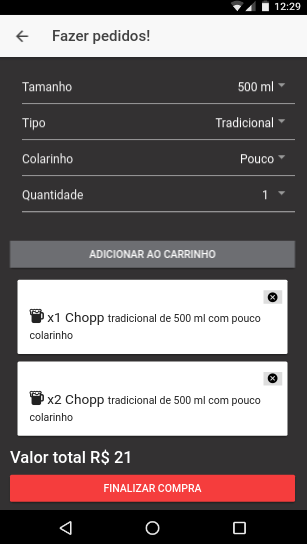 12:29
Fazer pedidos!
Tamanho 500 ml
Tipo Tradicional
Colarinho Pouco
Quantidade 1
ADICIONAR AO CARRINHO
x1 Chopp tradicional de 500 ml com pouco
colarinho
x2 Chopp tradicional de 500 ml com pouco
colarinho
Valor total R$ 21
FINALIZAR COMPRA